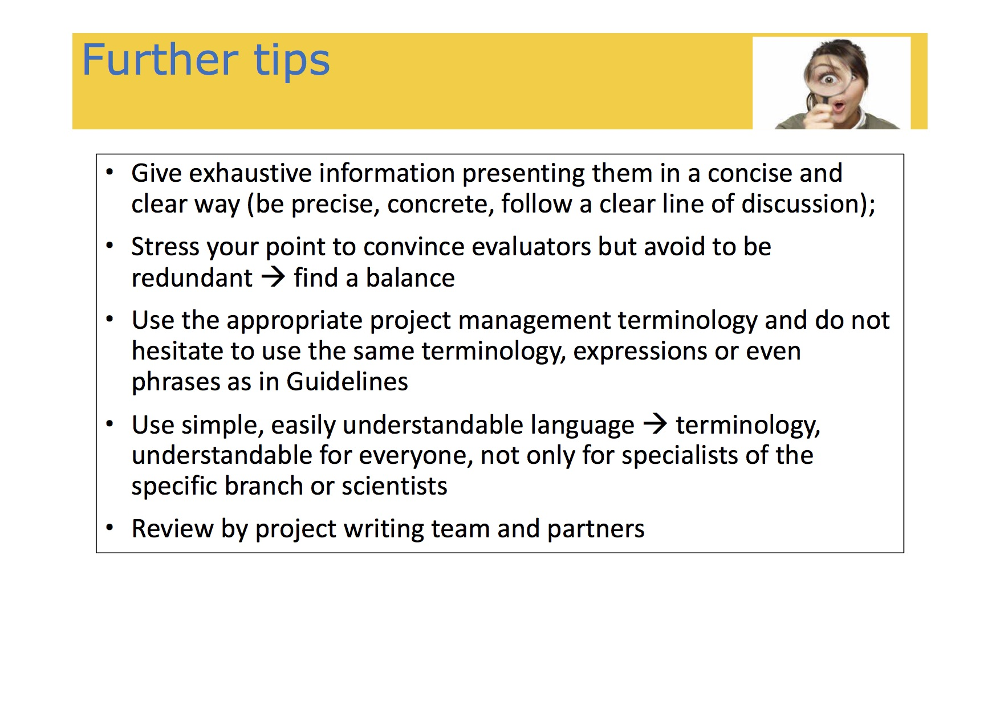 Further tips
• Give exhaustive information presenting them in a concise and
clear way (be precise, concrete, follow a clear line of discussion);
• Stress your point to convince evaluators but avoid to be
redundant → find a balance
• Use the appropriate project management terminology and do not
hesitate to use the same terminology, expressions or even
phrases as in Guidelines
• Use simple, easily understandable language → terminology,
understandable for everyone, not only for specialists of the
specific branch or scientists
• Review by project writing team and partners